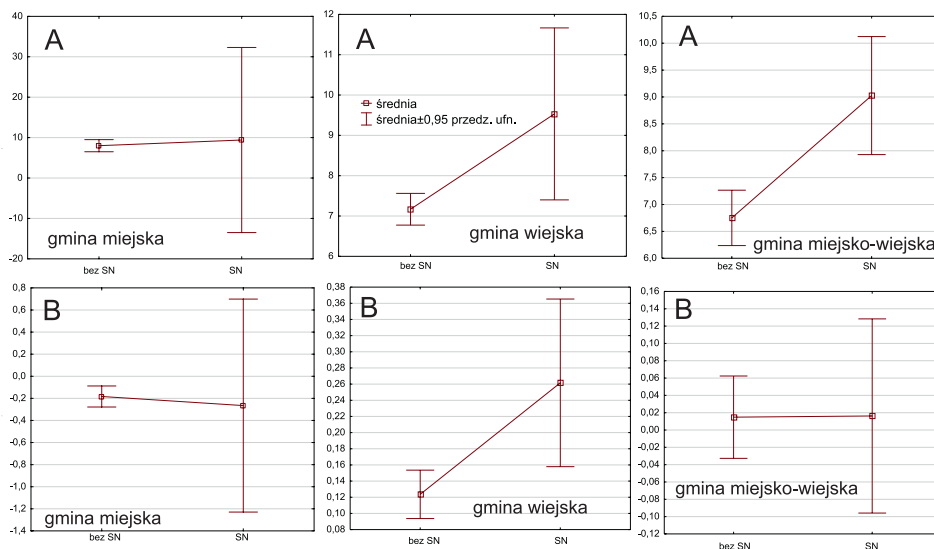 A
40
30
20
10
0
-10
-20
gmina miejska
bez SN
SN
A
12
11
10
9
8
7
6
średnia
średnia±0,95 przedz. ufn.
gmina wiejska
bez SN
SN
A
10,5
10,0
9,5
9,0
8,5
8,0
7,5
7,0
6,5
6,0
gmina miejsko-wiejska
bez SN
SN
B
0,8
0,6
0,4
0,2
0,0
-0,2
-0,4
-0,6
-0,8
-1,0
-1,2
-1,4
gmina miejska
bez SN
SN
B
0,38
0,36
0,34
0,32
0,30
0,28
0,26
0,24
0,22
0,20
0,18
0,16
0,14
0,12
0,10
0,08
gmina wiejska
bez SN
SN
B
0,16
0,14
0,12
0,10
0,08
0,06
0,04
0,02
0,00
-0,02
-0,04
-0,06
-0,08
-0,10
-0,12
gmina miejsko-wiejska
bez SN
SN